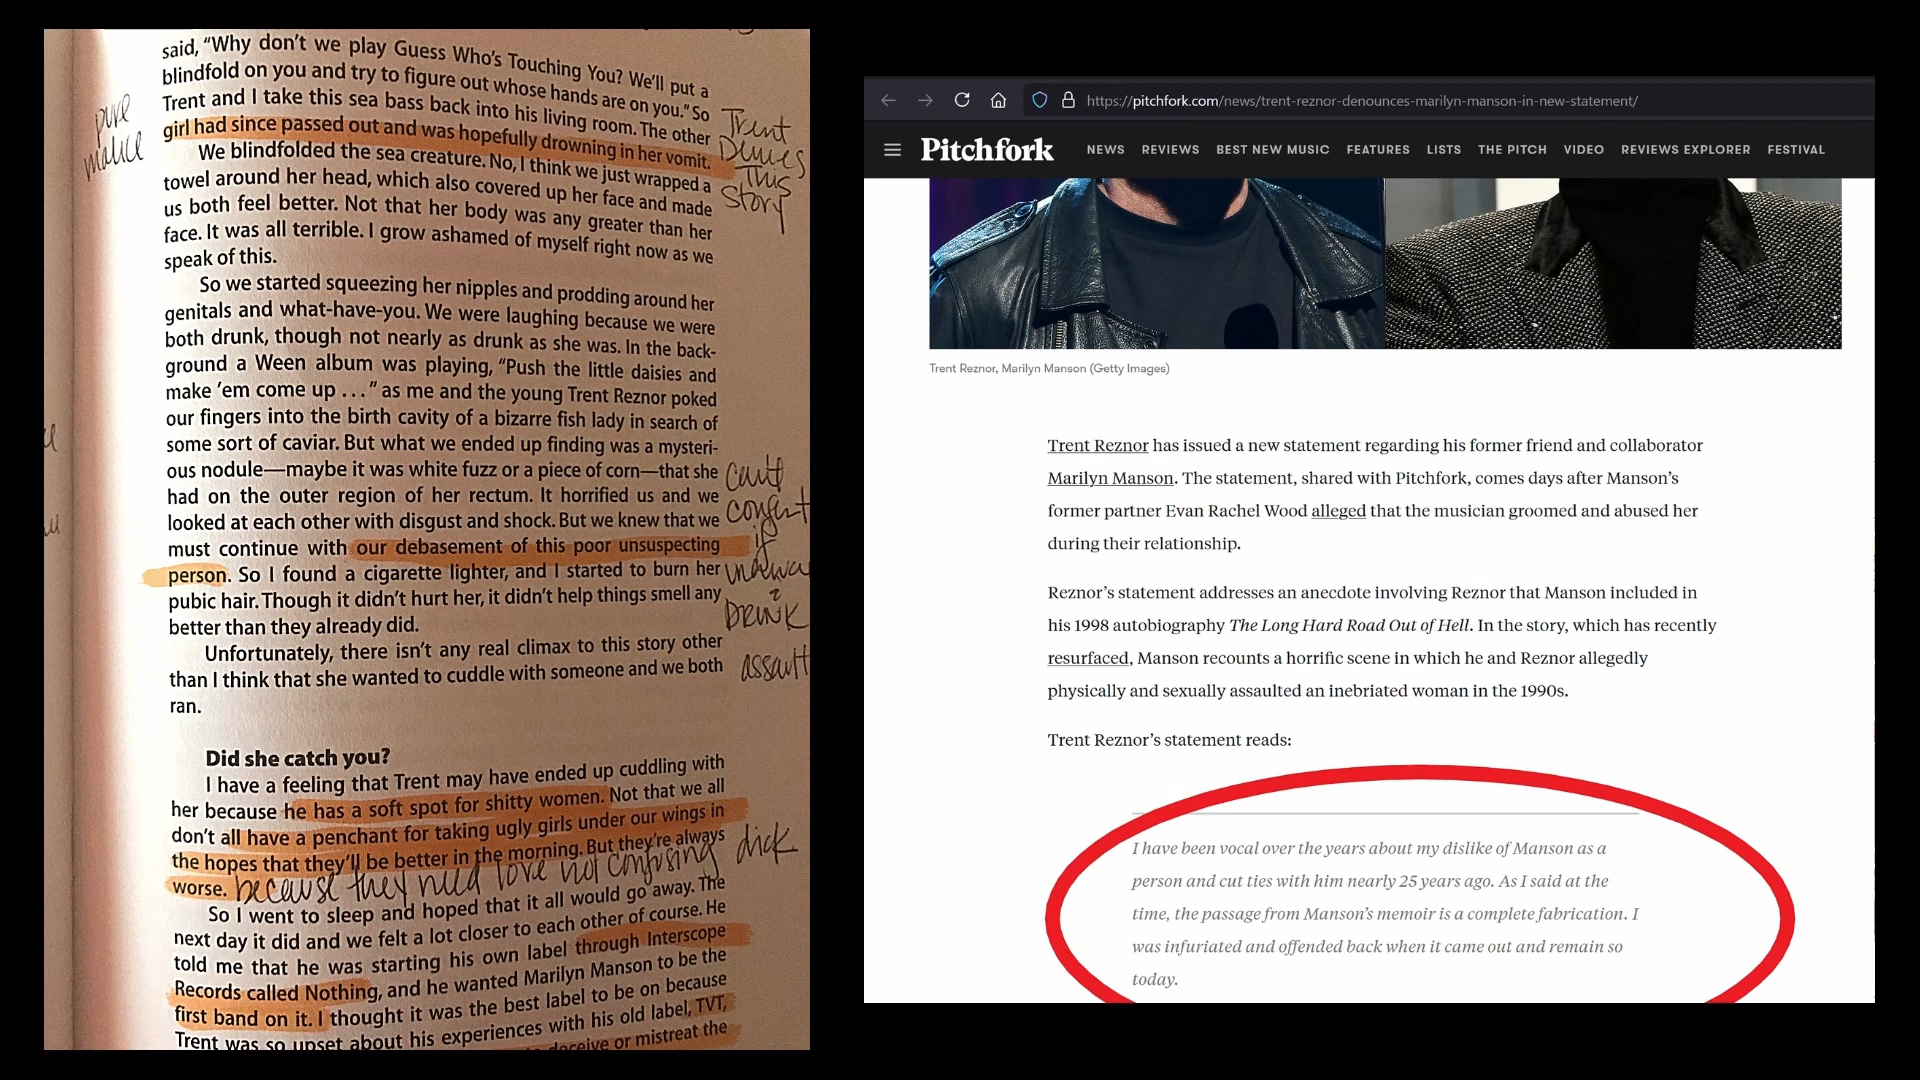 said, “Why don’t we play Guess Who’s Touching You? We’ll put a
blindfold on you and try to figure out whose hands are on you.” So
Trent and I take this sea bass back into his living room. The other
girl had since passed out and was hopefully drowning in her vomit.
We blindfolded the sea creature. No, I think we just wrapped a
towel around her head, which also covered up her face and made
us both feel better. Not that her body was any greater than her
face. It was all terrible. I grow ashamed of myself right now as we
speak of this.
So we started squeezing her nipples and prodding around her
genitals and what-have-you. We were laughing because we were
both drunk, though not nearly as drunk as she was. In the back-
ground a Ween album was playing, “Push the little daisies and
make ’em come up . . . ” as me and the young Trent Reznor poked
our fingers into the birth cavity of a bizarre fish lady in search of
some sort of caviar. But what we ended up finding was a mysteri-
ous nodule—maybe it was white fuzz or a piece of corn—that she
had on the outer region of her rectum. It horrified us and we
looked at each other with disgust and shock. But we knew that we
must continue with our debasement of this poor unsuspecting
person. So I found a cigarette lighter, and I started to burn her
pubic hair. Though it didn’t hurt her, it didn’t help things smell any
better than they already did.
Unfortunately, there isn’t any real climax to this story other
than I think that she wanted to cuddle with someone and we both
ran.
Did she catch you?
I have a feeling that Trent may have ended up cuddling with
her because he has a soft spot for shitty women. Not that we all
don’t all have a penchant for taking ugly girls under our wings in
the hopes that they’ll be better in the morning. But they’re always
worse. because they need love not confusing dick
So I went to sleep and hoped that it all would go away. The
next day it did and we felt a lot closer to each other of course. He
told me that he was starting his own label through Interscope
Records called Nothing, and he wanted Marilyn Manson to be the
first band on it. I thought it was the best label to be on because
Trent was so upset about his experiences with his old label, TVT,
deceive or mistreat the
pure
malice
Trent
Denies
This
Story
can't
consent
if
DRINK
assault
https://pitchfork.com/news/trent-reznor-denounces-marilyn-manson-in-new-statement/
Pitchfork NEWS REVIEWS BEST NEW MUSIC FEATURES LISTS THE PITCH VIDEO REVIEWS EXPLORER FESTIVAL
Trent Reznor, Marilyn Manson (Getty Images)
Trent Reznor has issued a new statement regarding his former friend and collaborator
Marilyn Manson. The statement, shared with Pitchfork, comes days after Manson’s
former partner Evan Rachel Wood alleged that the musician groomed and abused her
during their relationship.
Reznor’s statement addresses an anecdote involving Reznor that Manson included in
his 1998 autobiography The Long Hard Road Out of Hell. In the story, which has recently
resurfaced, Manson recounts a horrific scene in which he and Reznor allegedly
physically and sexually assaulted an inebriated woman in the 1990s.
Trent Reznor’s statement reads:
I have been vocal over the years about my dislike of Manson as a
person and cut ties with him nearly 25 years ago. As I said at the
time, the passage from Manson’s memoir is a complete fabrication. I
was infuriated and offended back when it came out and remain so
today.